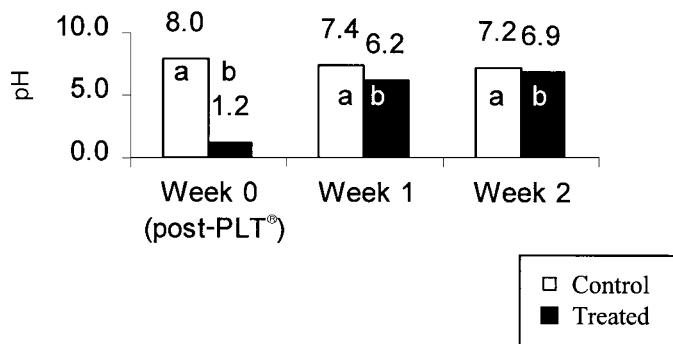 10.0
8.0
7.4
6.2
7.2
6.9
a
b
pH
5.0
1.2
a
b
a
b
0.0
Week 0
Week 1
Week 2
(post-PLT®)
Control
Treated